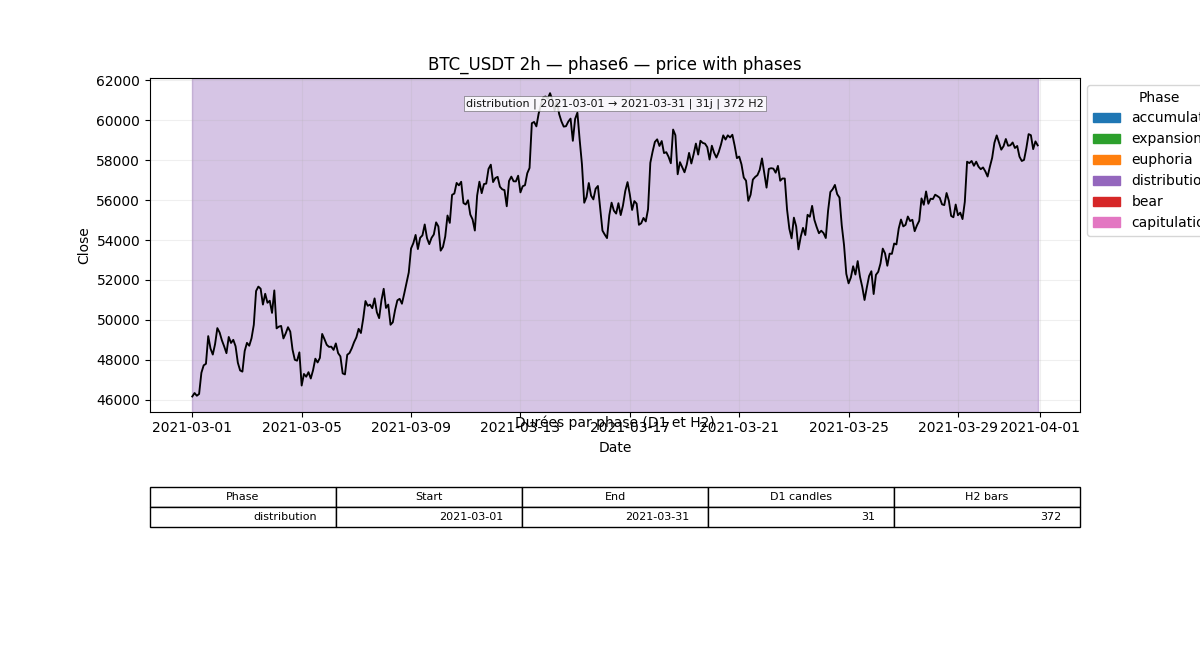 BTC_USDT 2h — phase6 — price with phases
distribution | 2021-03-01 → 2021-03-31 | 31j | 372 H2
Close
62000
60000
58000
56000
54000
52000
50000
48000
46000
Phase
accumulat
expansion
euphoria
distributio
bear
capitulatio
Durées par phase (D1 et H2)
2021-03-01 2021-03-05 2021-03-09 2021-03-13 2021-03-17 2021-03-21 2021-03-25 2021-03-29 2021-04-01
Date
Phase Start End D1 candles H2 bars
distribution 2021-03-01 2021-03-31 31 372